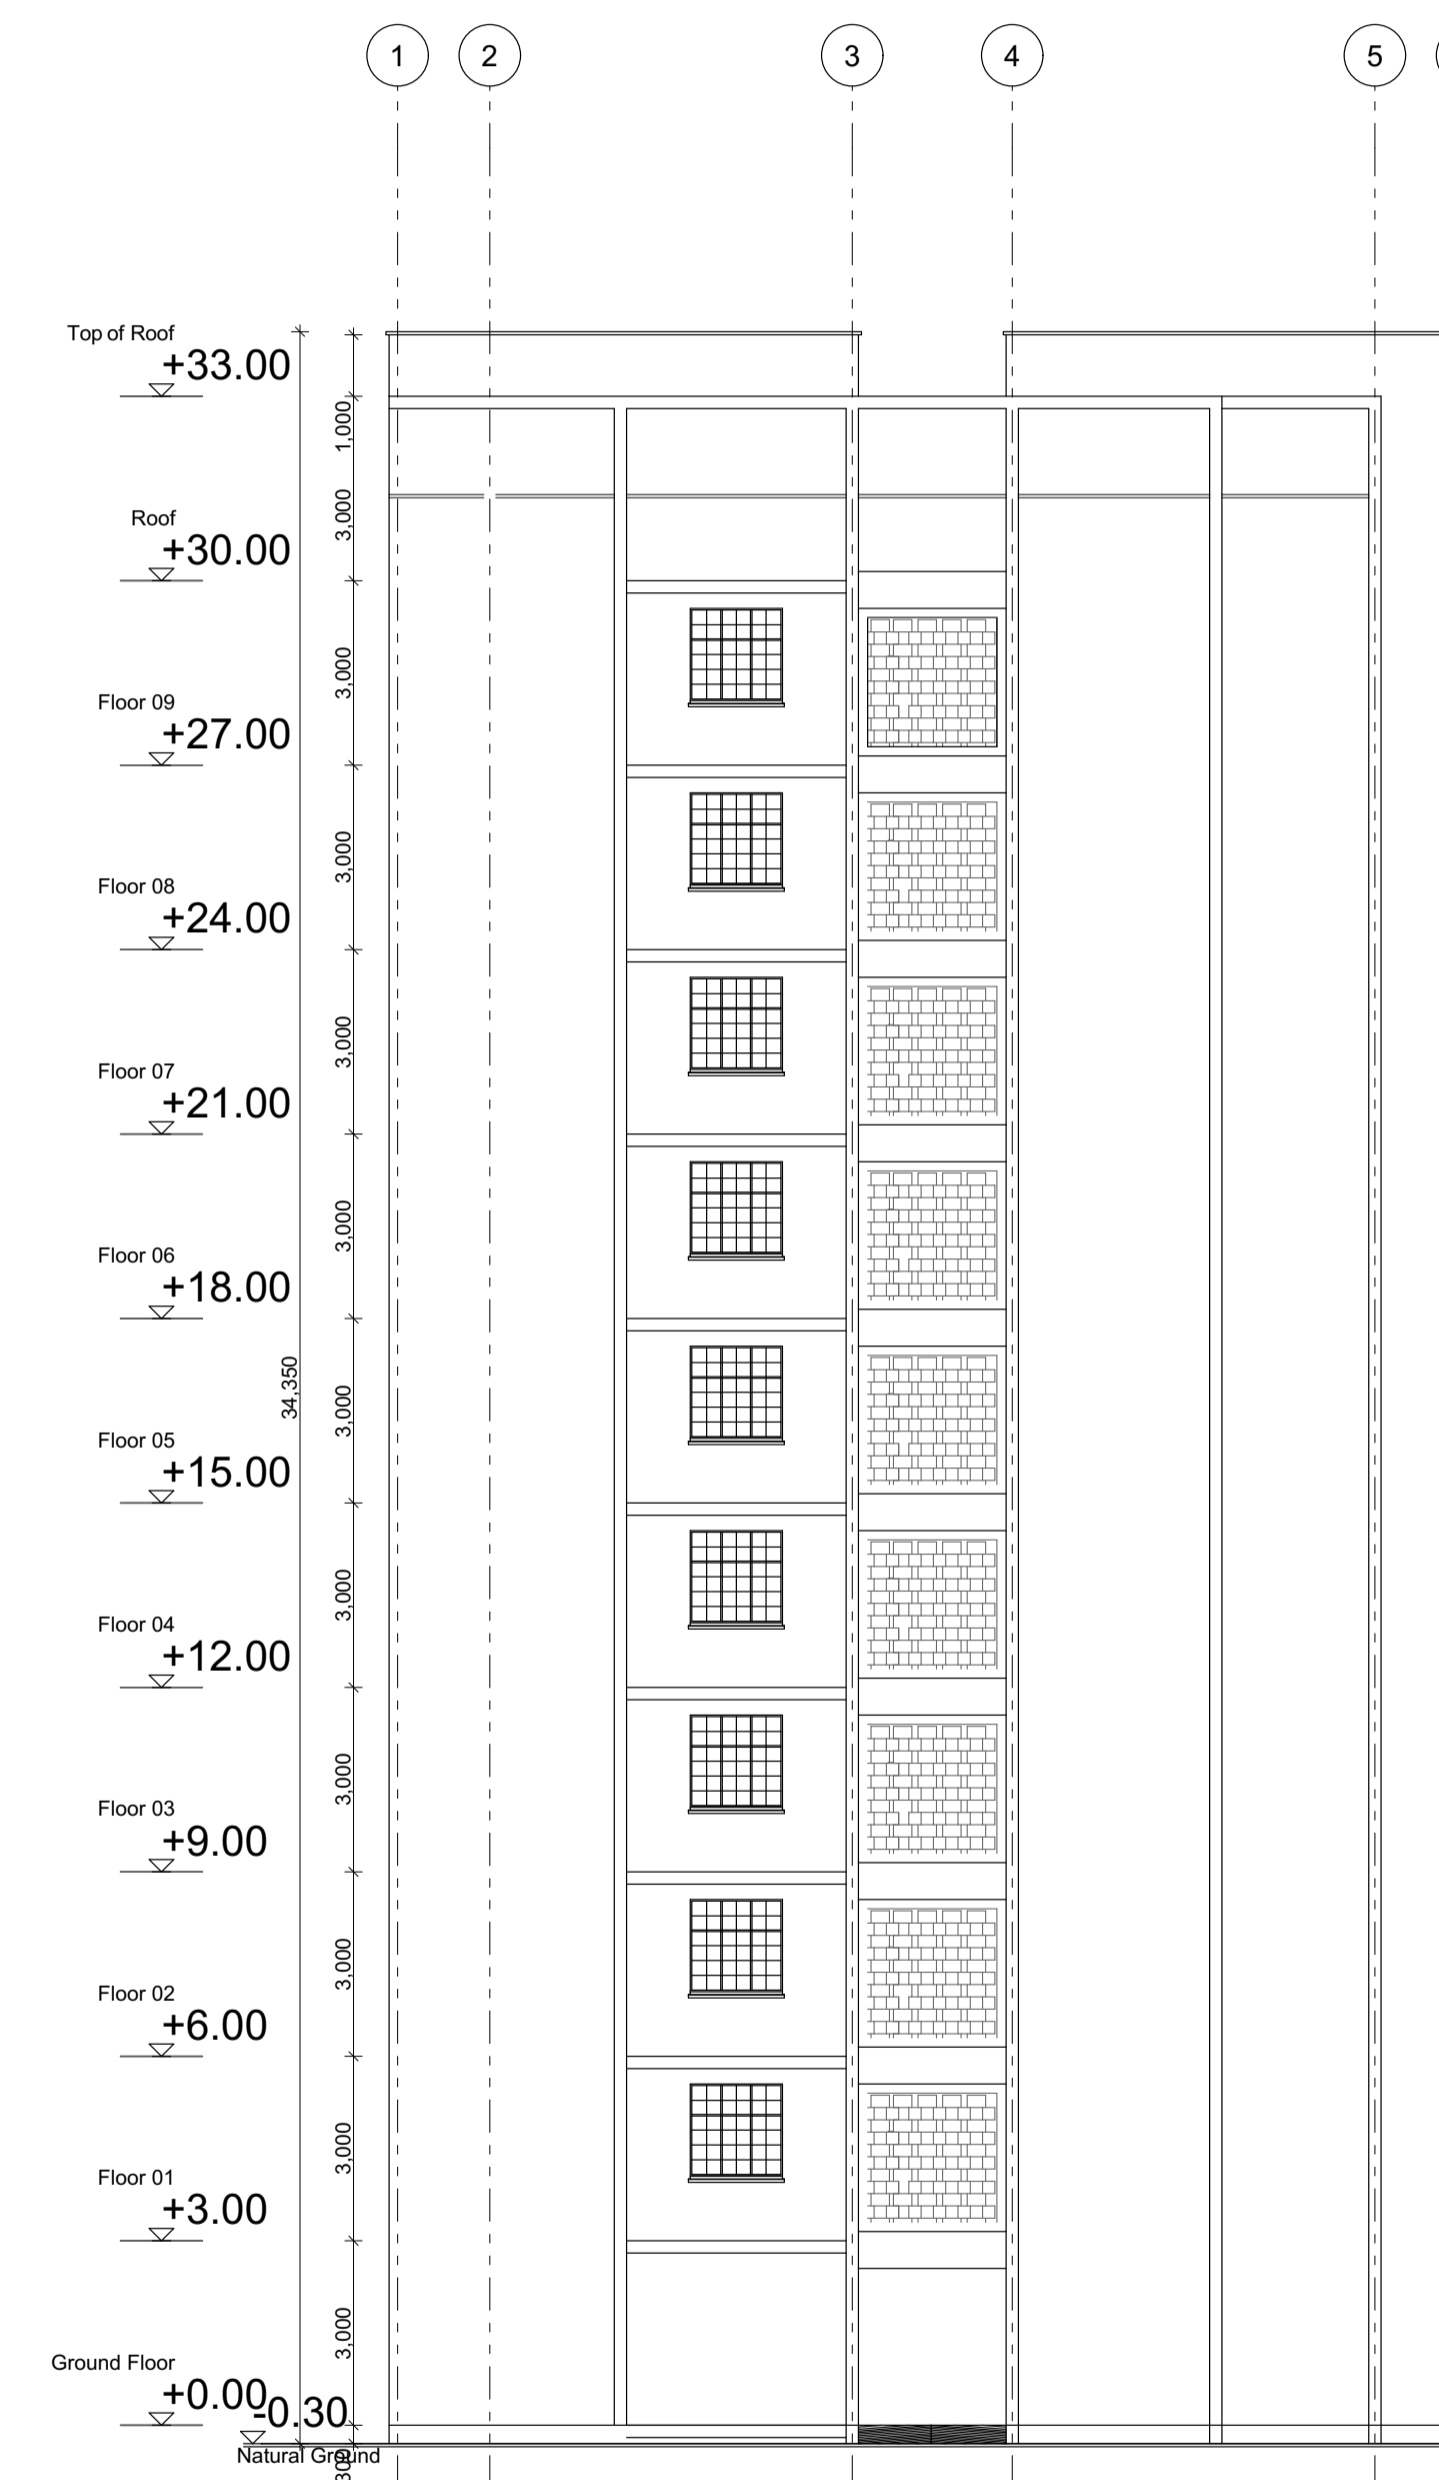 1 2 3 4 5
Top of Roof
+33.00
1,000
3,000
Roof
+30.00
3,000
Floor 09
+27.00
3,000
Floor 08
+24.00
3,000
Floor 07
+21.00
3,000
Floor 06
+18.00
34,350
3,000
Floor 05
+15.00
3,000
Floor 04
+12.00
3,000
Floor 03
+9.00
3,000
Floor 02
+6.00
3,000
Floor 01
+3.00
3,000
Ground Floor
+0.00
-0.30
Natural Ground
300